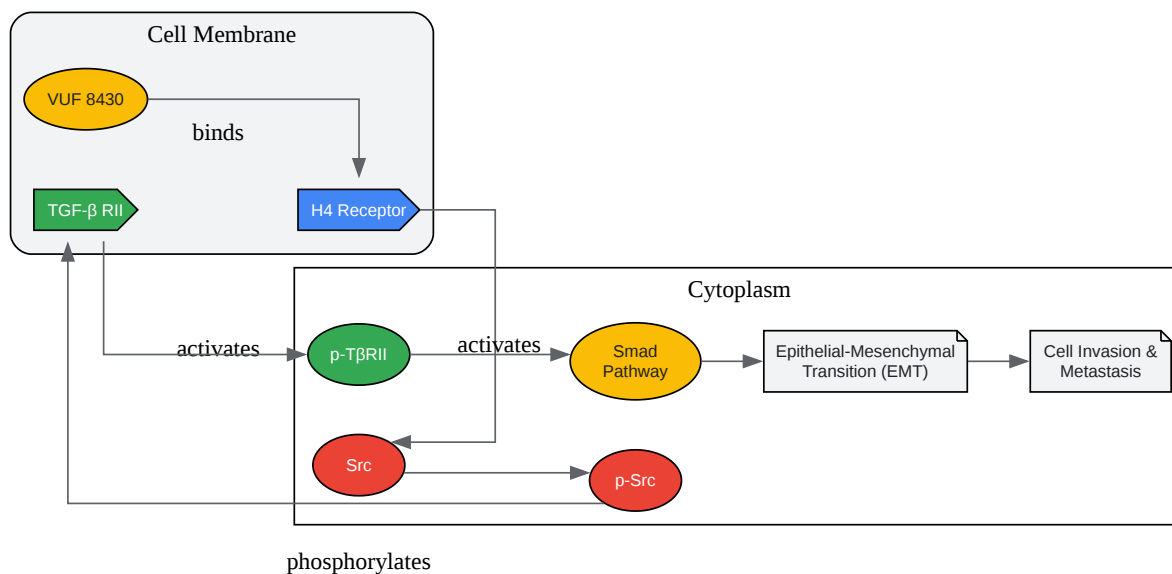 Cell Membrane
VUF 8430
binds
TGF-β RII
H4 Receptor
Cytoplasm
activates
p-TβRII
activates
Smad
Pathway
Epithelial-Mesenchymal
Transition (EMT)
Cell Invasion &
Metastasis
Src
p-Src
phosphorylates